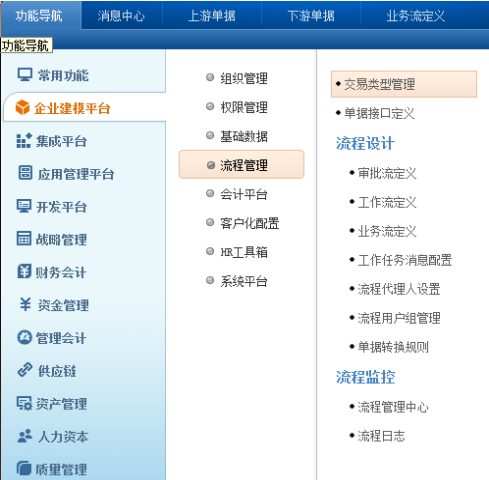 功能导航 消息中心 上游单据 下游单据 业务流定义
功能导航
常用功能
企业建模平台
集成平台
应用管理平台
开发平台
战略管理
财务会计
资金管理
管理会计
供应链
资产管理
人力资本
质量管理
组织管理
权限管理
基础数据
流程管理
会计平台
客户化配置
HR工具箱
系统平台
交易类型管理
单据接口定义
流程设计
审批流定义
工作流定义
业务流定义
工作任务消息配置
流程代理人设置
流程用户组管理
单据转换规则
流程监控
流程管理中心
流程日志